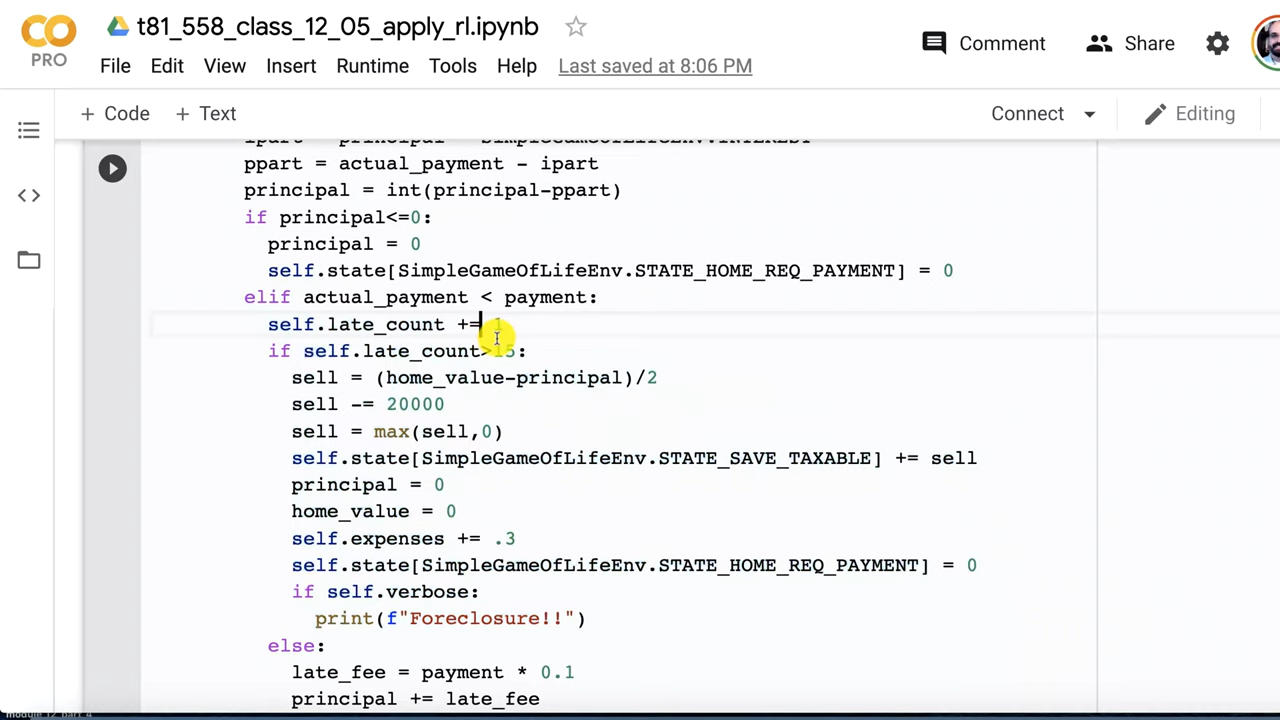 t81_558_class_12_05_apply_rl.ipynb
PRO
File Edit View Insert Runtime Tools Help Last saved at 8:06 PM
Comment Share
+ Code + Text
Connect Editing
ppart = actual_payment - ipart
principal = int(principal-ppart)
if principal<=0:
principal = 0
self.state[SimpleGameOfLifeEnv.STATE_HOME_REQ_PAYMENT] = 0
elif actual_payment < payment:
self.late_count += 1
if self.late_count>15:
sell = (home_value-principal)/2
sell -= 20000
sell = max(sell,0)
self.state[SimpleGameOfLifeEnv.STATE_SAVE_TAXABLE] += sell
principal = 0
home_value = 0
self.expenses += .3
self.state[SimpleGameOfLifeEnv.STATE_HOME_REQ_PAYMENT] = 0
if self.verbose:
print(f"Foreclosure!!")
else:
late_fee = payment * 0.1
principal += late_fee